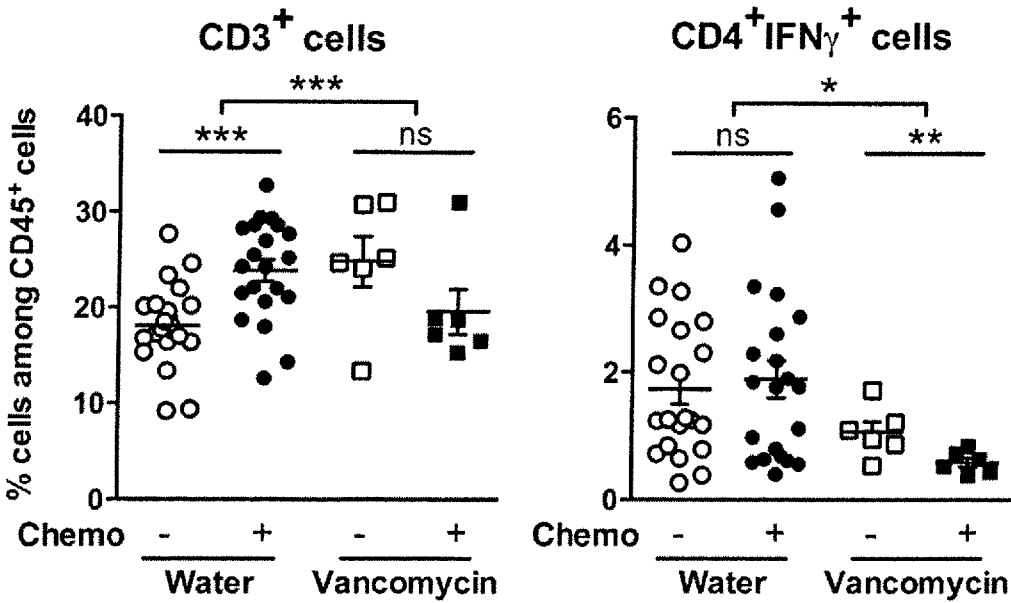 CD3+ cells
***
*** ns
% cells among CD45+ cells
40
30
20
10
0
Chemo - + - +
Water Vancomycin
CD4+IFNγ+ cells
*
ns **
6
4
2
0
Chemo - + - +
Water Vancomycin